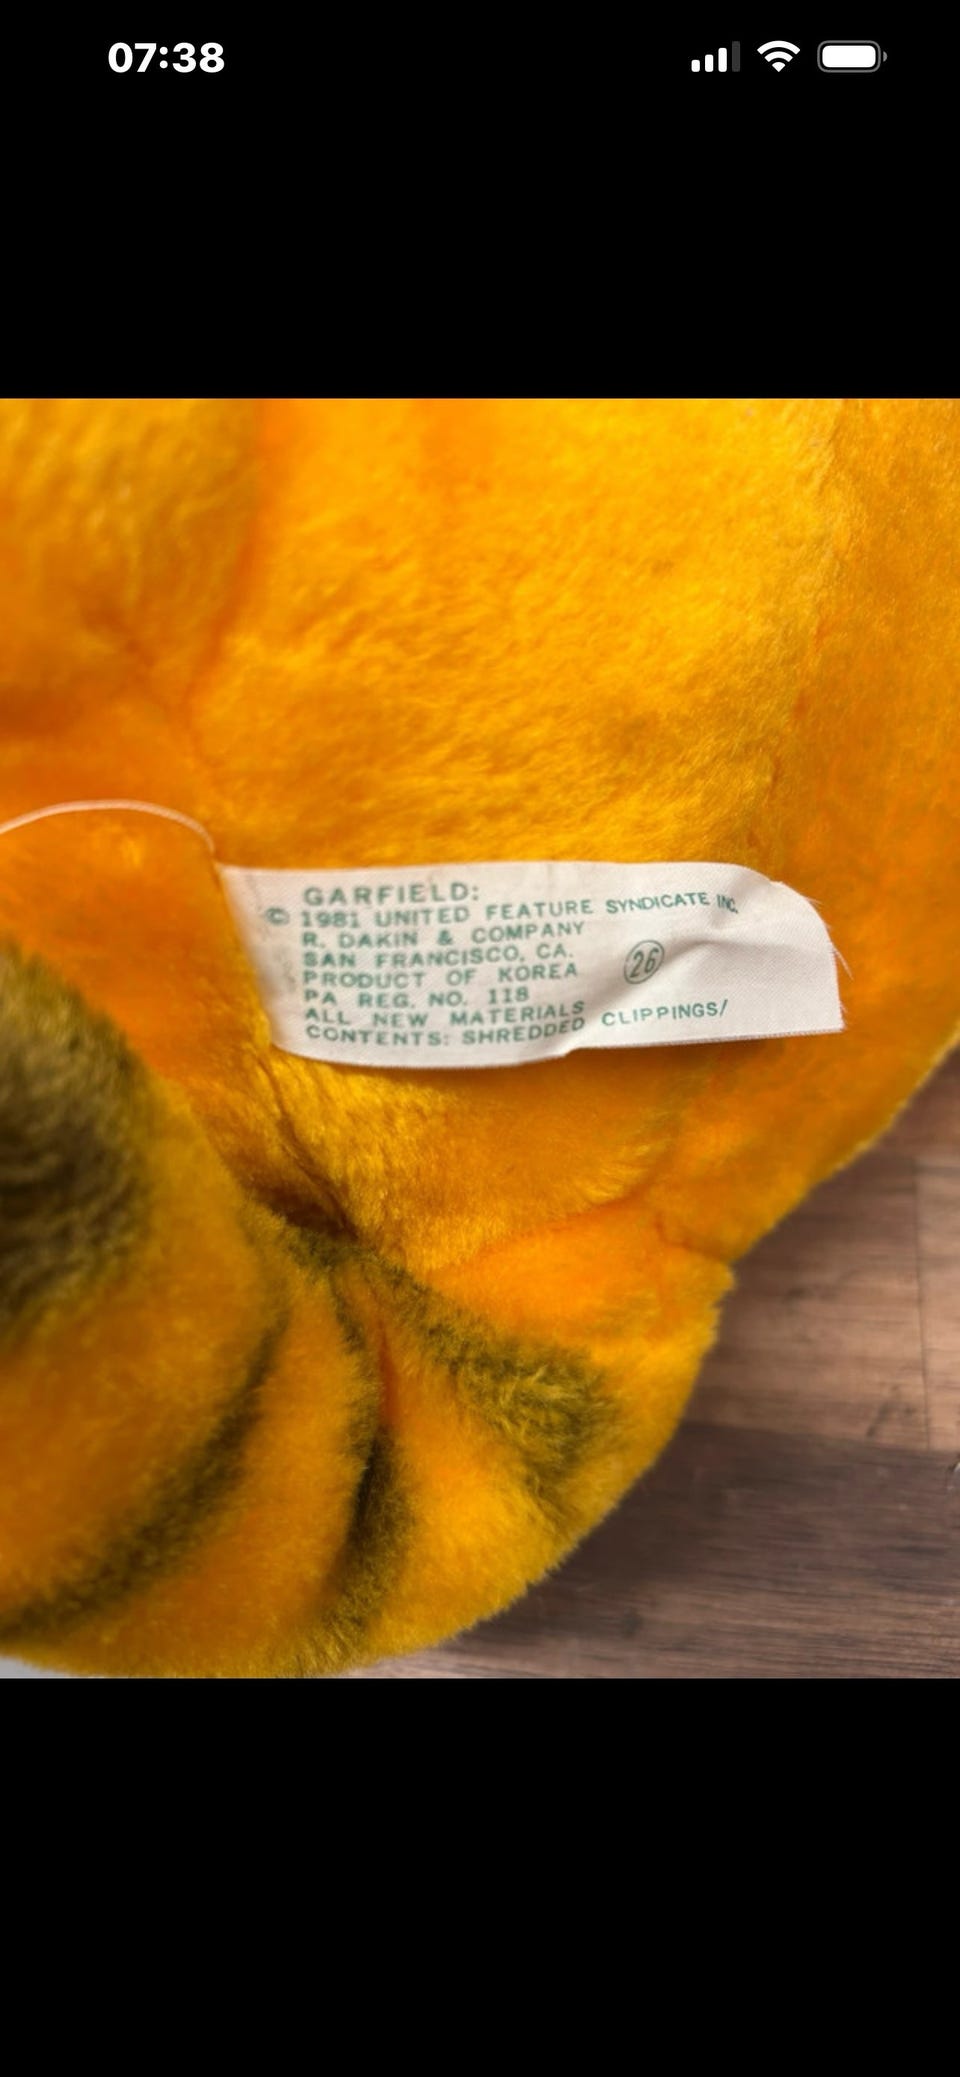 07:38
GARFIELD:
© 1981 UNITED FEATURE SYNDICATE INC.
R. DAKIN & COMPANY
SAN FRANCISCO, CA.
PRODUCT OF KOREA
26
PA REG. NO. 118
ALL NEW MATERIALS
CONTENTS: SHREDDED CLIPPINGS/